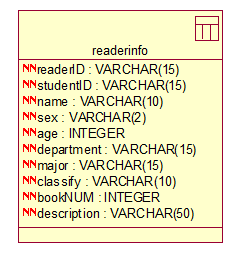 readerinfo
NN readerID : VARCHAR(15)
NN studentID : VARCHAR(15)
NN name : VARCHAR(10)
NN sex : VARCHAR(2)
NN age : INTEGER
NN department : VARCHAR(15)
NN major : VARCHAR(15)
NN classify : VARCHAR(10)
NN bookNUM : INTEGER
NN description : VARCHAR(50)